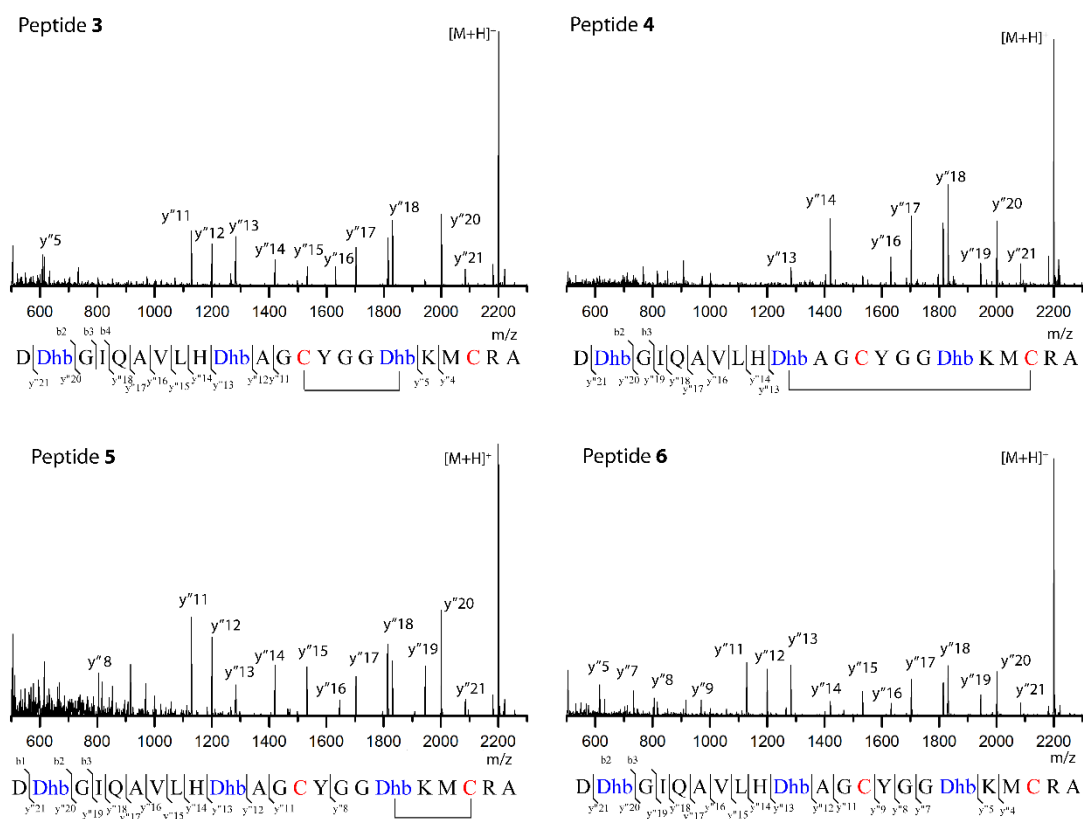 Peptide 3
[M+H]⁻
y"5 y"11 y"12 y"13 y"14 y"15 y"16 y"17 y"18 y"20 y"21
600 800 1000 1200 1400 1600 1800 2000 2200
m/z
b2 b3 b4
D Dhb G I Q A V L H Dhb A G C Y G G Dhb K M C R A
y"21 y"20 y"18 y"17 y"16 y"15 y"14 y"13 y"12 y"11 y"5 y"4
Peptide 4
[M+H]
y"13 y"14 y"16 y"17 y"18 y"19 y"20 y"21
600 800 1000 1200 1400 1600 1800 2000 2200
m/z
b2 b3
D Dhb G I Q A V L H Dhb A G C Y G G Dhb K M C R A
y"21 y"20 y"19 y"18 y"17 y"16 y"14 y"13
Peptide 5
[M+H]⁺
y"8 y"11 y"12 y"13 y"14 y"15 y"16 y"17 y"18 y"19 y"20 y"21
600 800 1000 1200 1400 1600 1800 2000 2200
m/z
b1 b2 b3
D Dhb G I Q A V L H Dhb A G C Y G G Dhb K M C R A
y"21 y"20 y"19 y"18 y"17 y"16 y"15 y"14 y"13 y"12 y"11 y"8
Peptide 6
[M+H]⁻
y"5 y"7 y"8 y"9 y"11 y"12 y"13 y"14 y"15 y"16 y"17 y"18 y"19 y"20 y"21
600 800 1000 1200 1400 1600 1800 2000 2200
m/z
b2 b3
D Dhb G I Q A V L H Dhb A G C Y G G Dhb K M C R A
y"21 y"20 y"19 y"18 y"17 y"16 y"15 y"14 y"13 y"12 y"11 y"9 y"8 y"7 y"5 y"4